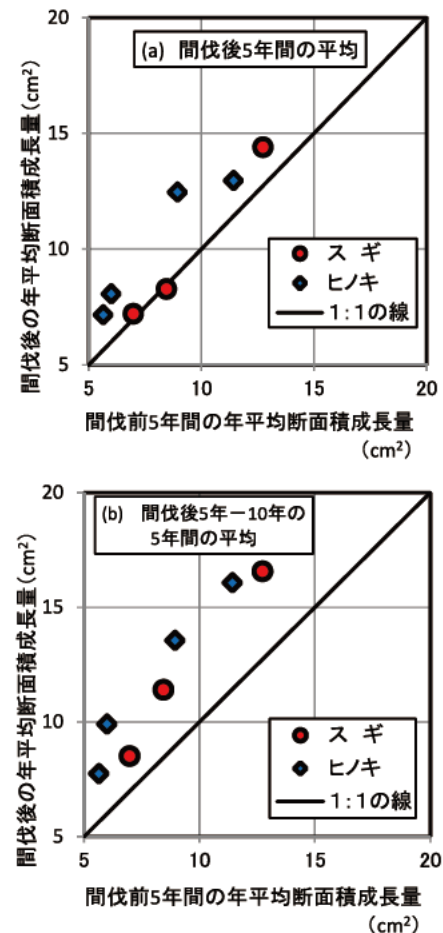 (a) 間伐後5年間の平均
間伐後の年平均断面積成長量(cm²)
20
15
10
5
ス ギ
ヒノキ
1:1の線
5
10
15
20
間伐前5年間の年平均断面積成長量
(cm²)
(b) 間伐後5年－10年の
5年間の平均
間伐後の年平均断面積成長量(cm²)
20
15
10
5
ス ギ
ヒノキ
1:1の線
5
10
15
20
間伐前5年間の年平均断面積成長量
(cm²)